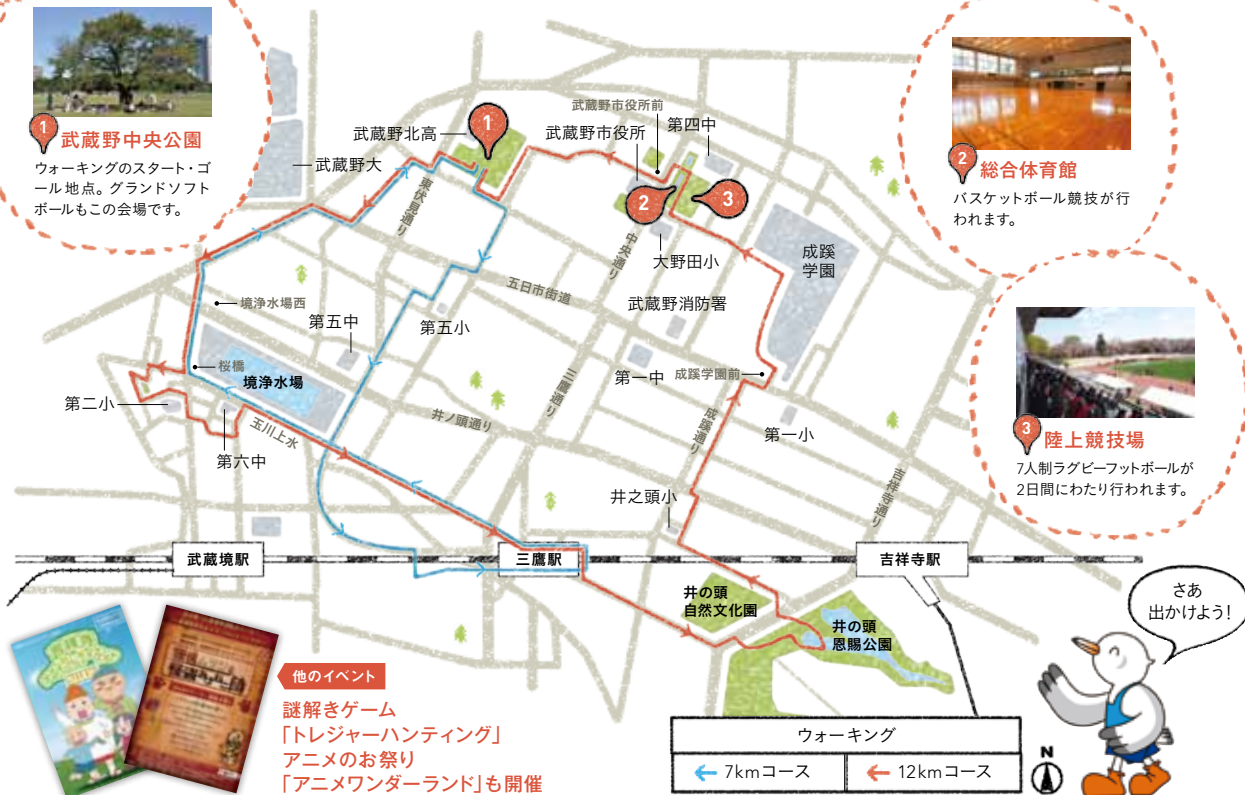 1
武蔵野中央公園
ウォーキングのスタート・ゴ
ール地点。グランドソフト
ボールもこの会場です。
2
総合体育館
バスケットボール競技が行
われます。
3
陸上競技場
7人制ラグビーフットボールが
2日間にわたり行われます。
武蔵野市役所前
武蔵野北高
1
武蔵野市役所
第四中
武蔵野大
東伏見通り
2
3
中央通り
大野田小
成蹊
学園
五日市街道
境浄水場西
第五中
第五小
武蔵野消防署
桜橋
境浄水場
三鷹通り
第一中
成蹊学園前
第二小
玉川上水
井ノ頭通り
成蹊通り
第一小
第六中
吉祥寺通り
井之頭小
武蔵境駅
三鷹駅
吉祥寺駅
井の頭
自然文化園
井の頭
恩賜公園
さあ
出かけよう!
他のイベント
謎解きゲーム
「トレジャーハンティング」
アニメのお祭り
「アニメワンダーランド」も開催
ウォーキング
7kmコース
12kmコース
N